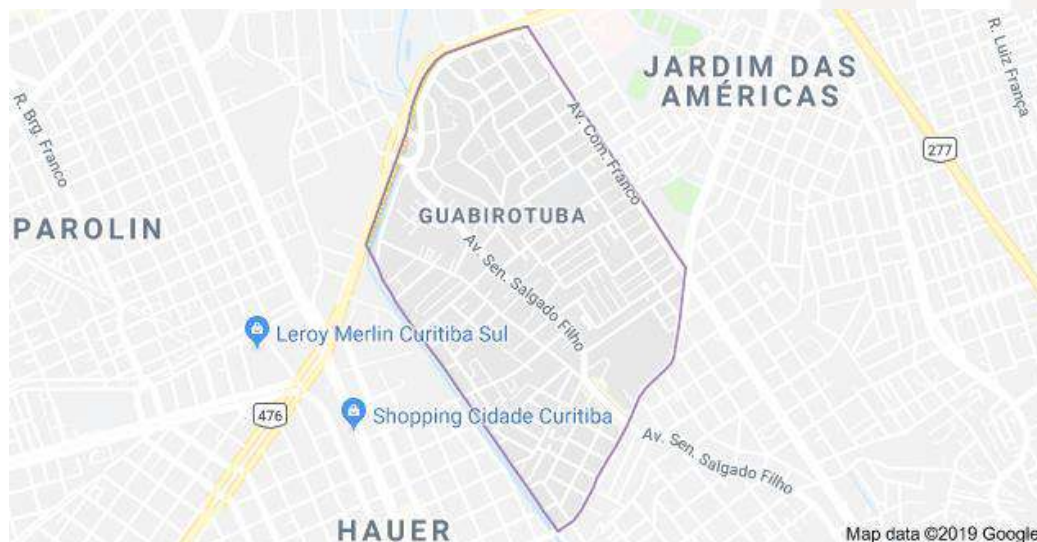 R. Brg. Franco
PAROLIN
JARDIM DAS
AMÉRICAS
R. Luiz França
277
Av. Com. Franco
GUABIROTUBA
Av. Sen. Salgado Filho
Leroy Merlin Curitiba Sul
476
Shopping Cidade Curitiba
Av. Sen. Salgado Filho
HAUER
Map data ©2019 Google